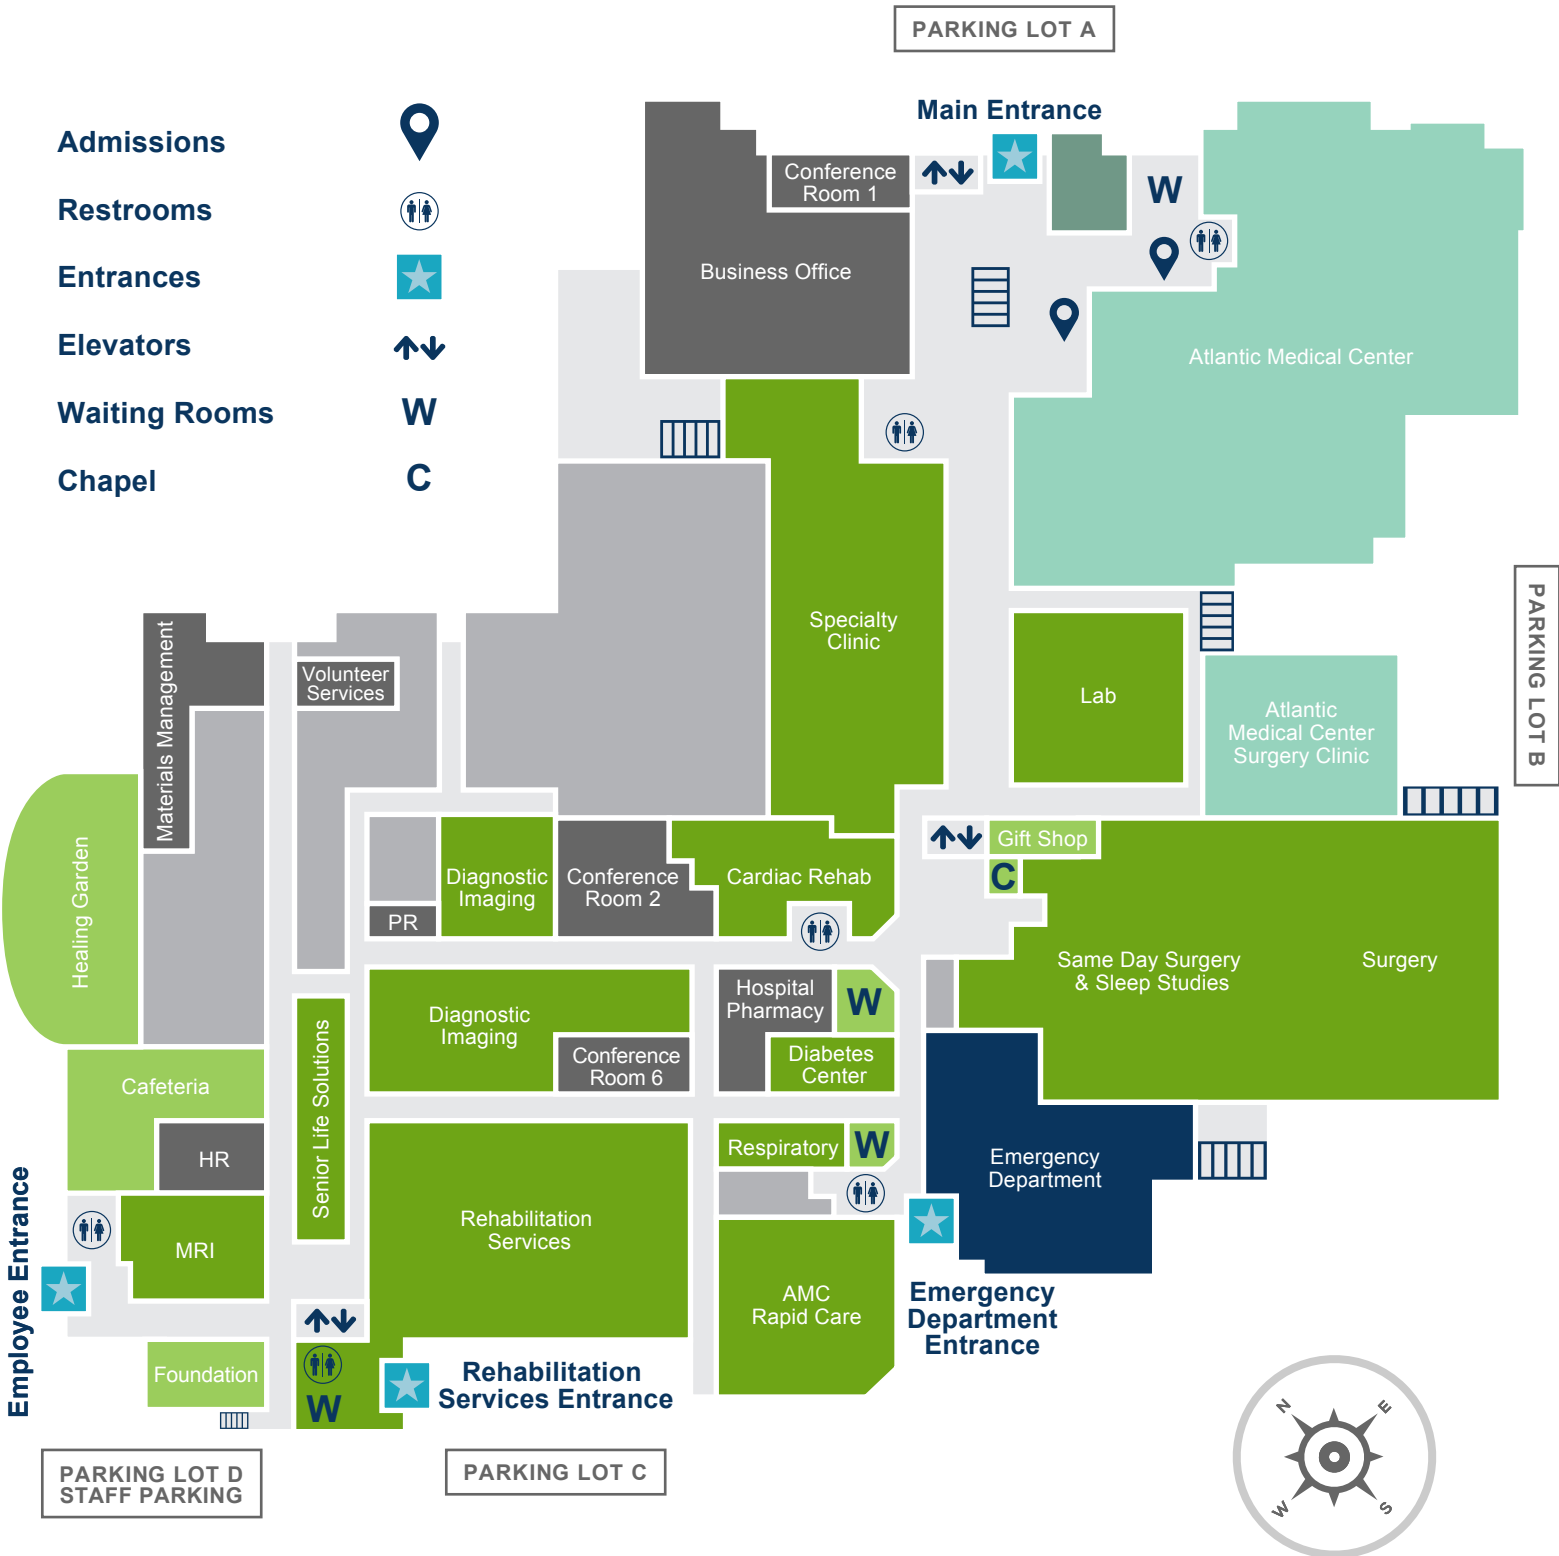 PARKING LOT A
Main Entrance
Admissions
Restrooms
Entrances
Elevators
Waiting Rooms
W
Chapel
C
Conference
Room 1
W
Business Office
Atlantic Medical Center
Specialty
Clinic
Lab
Atlantic
Medical Center
Surgery Clinic
PARKING LOT B
Materials Management
Volunteer
Services
Healing Garden
Gift Shop
C
Diagnostic
Imaging
Conference
Room 2
Cardiac Rehab
PR
Same Day Surgery
& Sleep Studies
Surgery
Diagnostic
Imaging
Conference
Room 6
Hospital
Pharmacy
W
Diabetes
Center
Senior Life Solutions
Cafeteria
HR
MRI
Respiratory
W
Emergency
Department
Rehabilitation
Services
AMC
Rapid Care
Emergency
Department
Entrance
Employee Entrance
Foundation
W
Rehabilitation
Services Entrance
PARKING LOT D
STAFF PARKING
PARKING LOT C
N
E
W
S